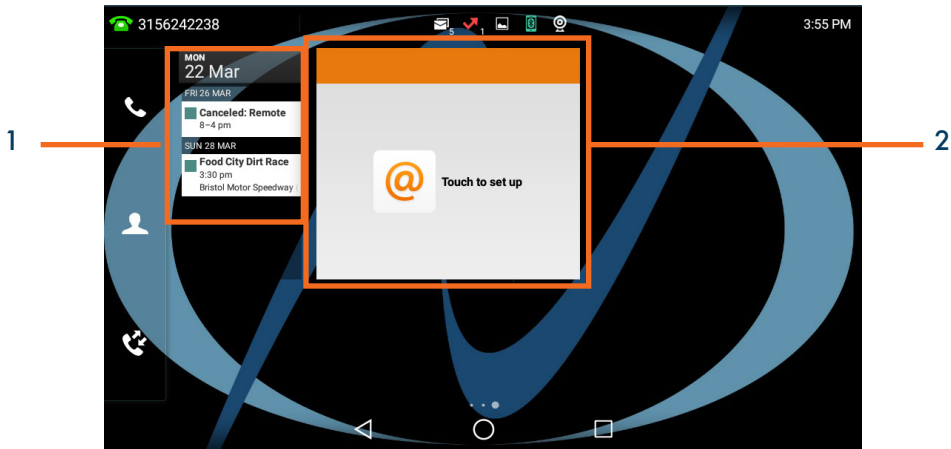 3156242238
5
1
3:55 PM
MON
22 Mar
FRI 26 MAR
Canceled: Remote
8–4 pm
SUN 28 MAR
Food City Dirt Race
3:30 pm
Bristol Motor Speedway
@
Touch to set up
1
2